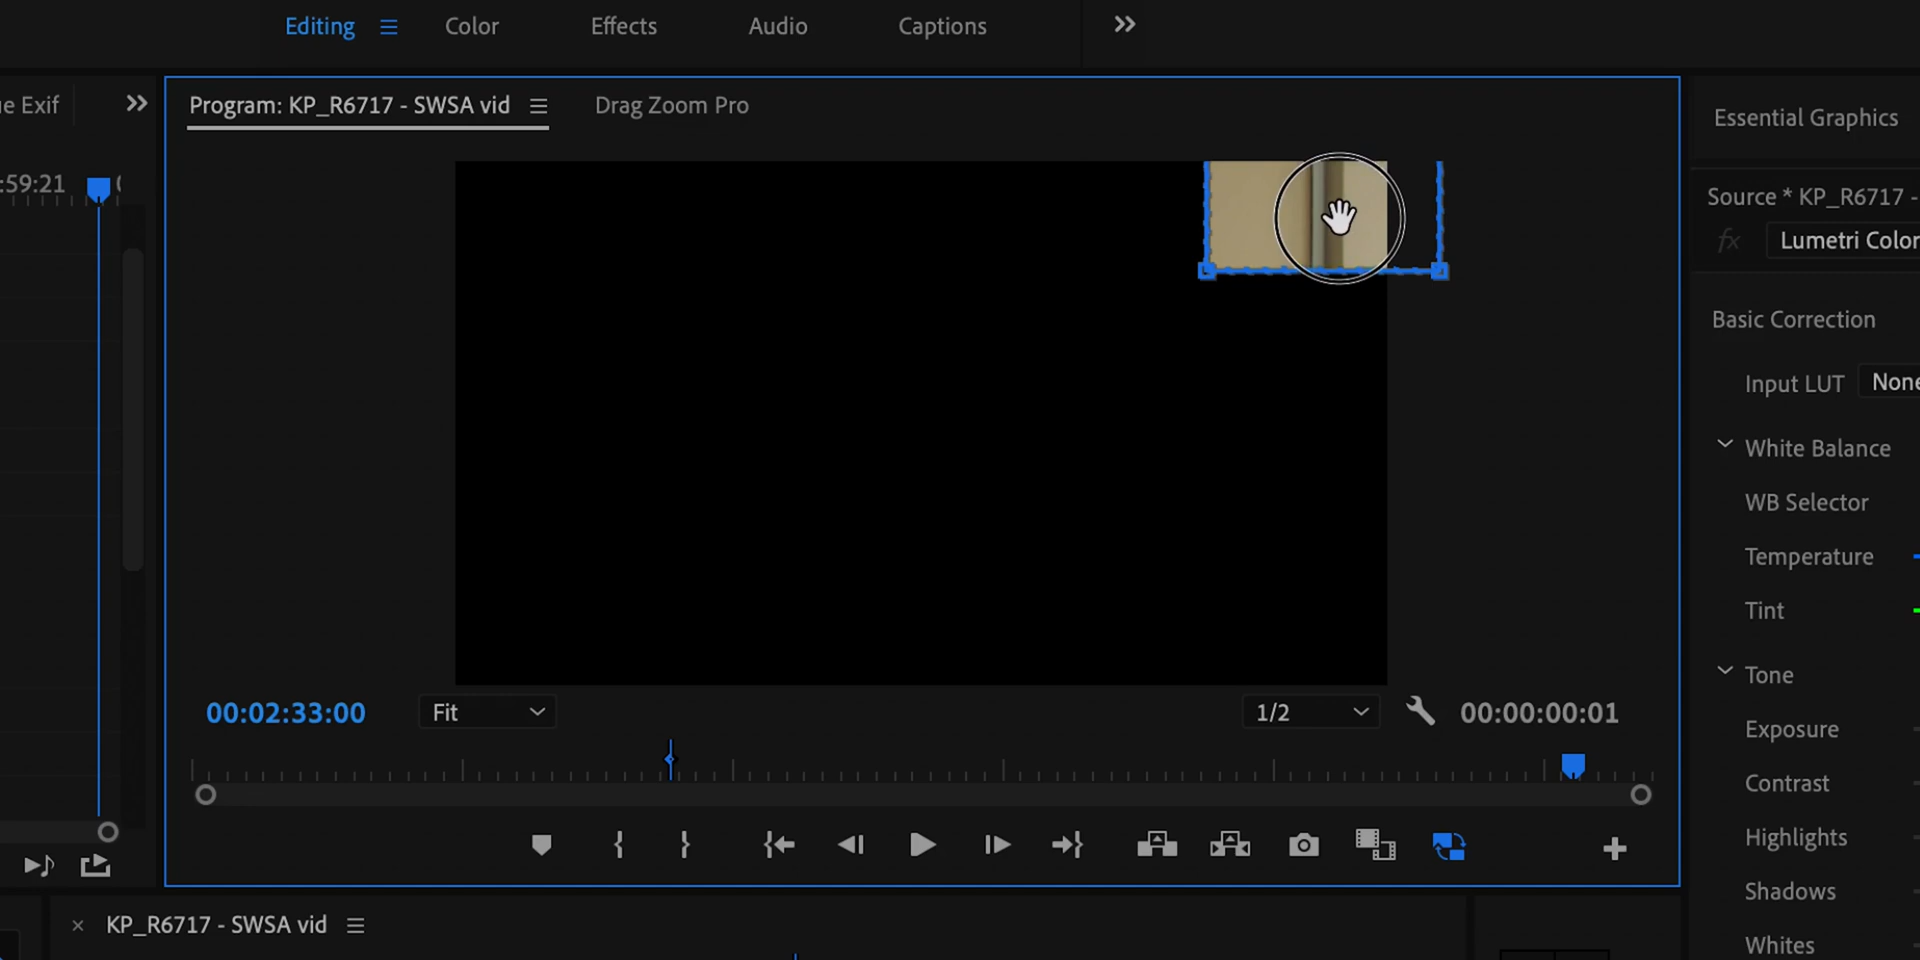 Editing
Color
Effects
Audio
Captions
ue Exif
Program: KP_R6717 - SWSA vid
Drag Zoom Pro
Essential Graphics
:59:21
Source * KP_R6717 -
fx
Lumetri Color
Basic Correction
Input LUT
None
White Balance
WB Selector
Temperature
Tint
Tone
Exposure
Contrast
Highlights
Shadows
Whites
00:02:33:00
Fit
1/2
00:00:00:01
KP_R6717 - SWSA vid